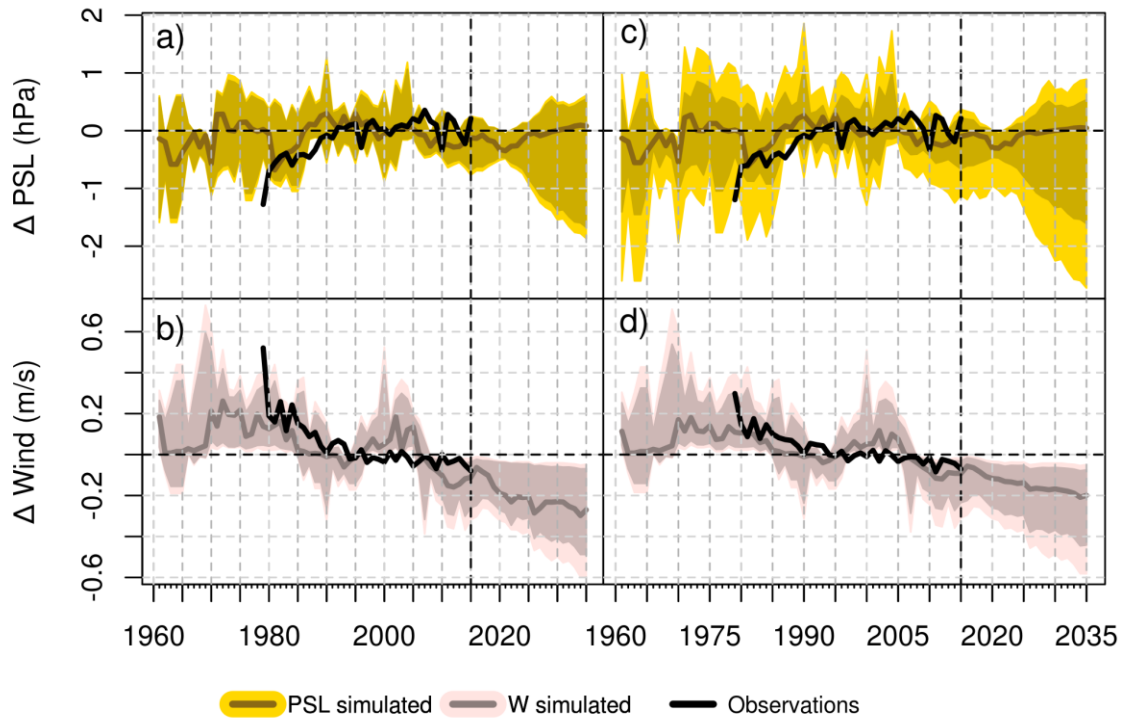 a)
c)
Δ PSL (hPa)
2
1
0
-1
-2
b)
d)
Δ Wind (m/s)
0.6
0.2
-0.2
-0.6
1960 1980 2000 2020 1960 1975 1990 2005 2020 2035
PSL simulated W simulated Observations